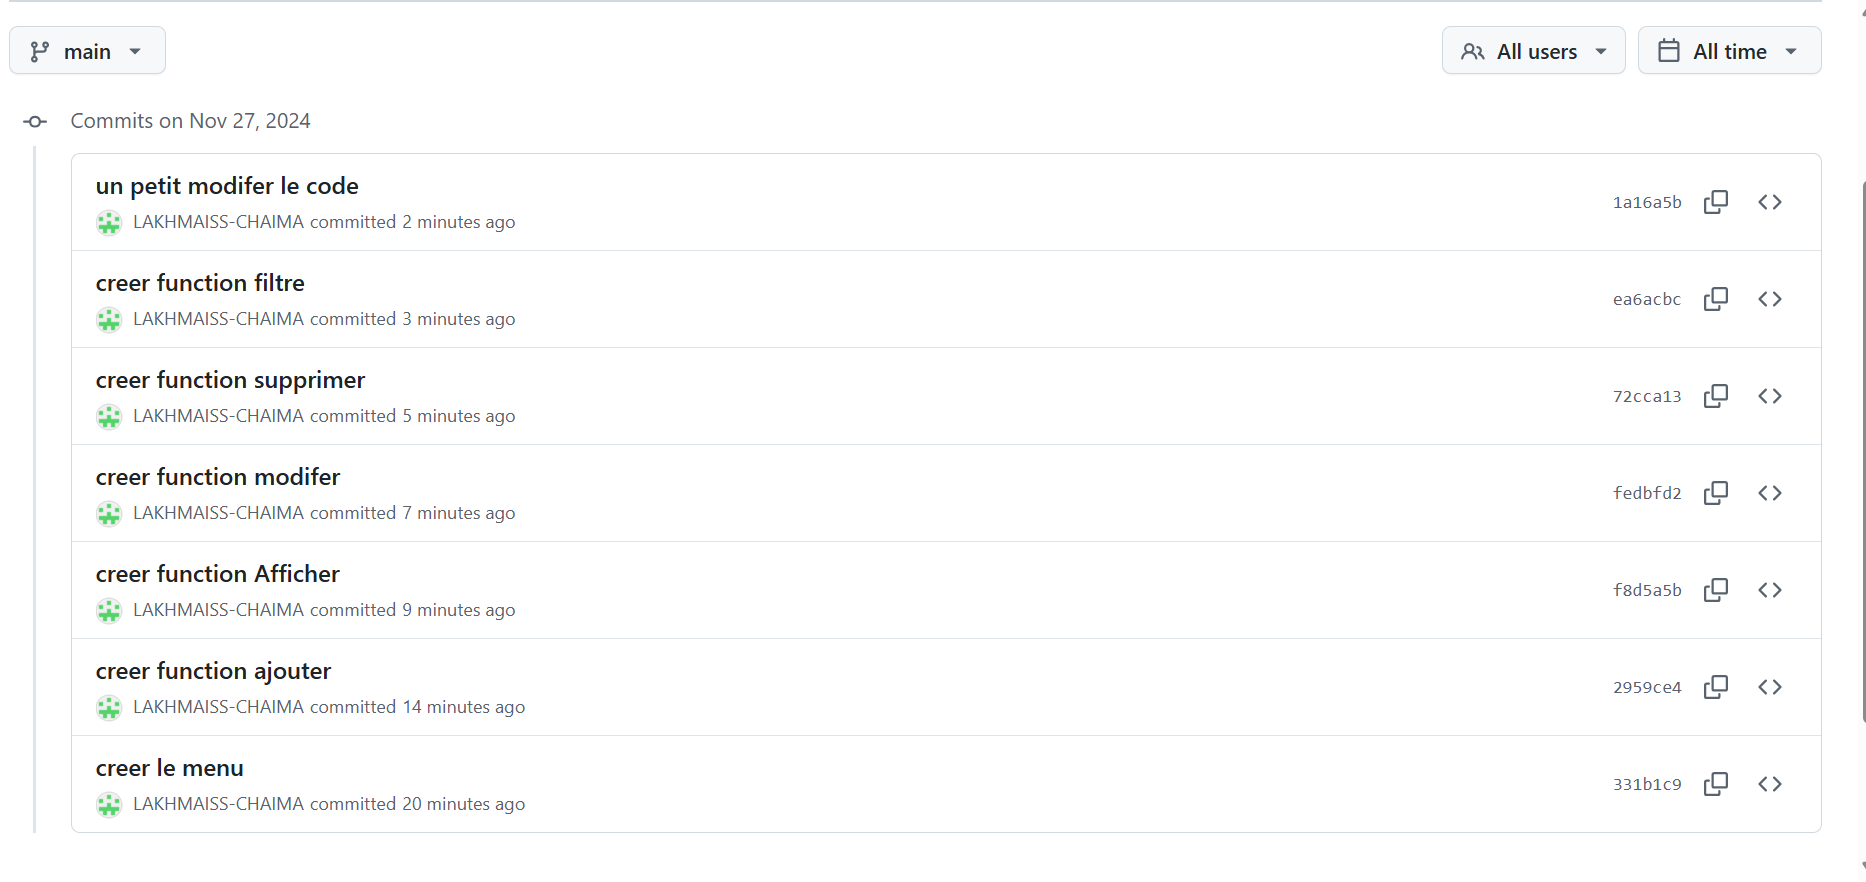 main
All users
All time
Commits on Nov 27, 2024
un petit modifer le code
LAKHMAISS-CHAIMA committed 2 minutes ago
1a16a5b
creer function filtre
LAKHMAISS-CHAIMA committed 3 minutes ago
ea6acbc
creer function supprimer
LAKHMAISS-CHAIMA committed 5 minutes ago
72cca13
creer function modifer
LAKHMAISS-CHAIMA committed 7 minutes ago
fedbfd2
creer function Afficher
LAKHMAISS-CHAIMA committed 9 minutes ago
f8d5a5b
creer function ajouter
LAKHMAISS-CHAIMA committed 14 minutes ago
2959ce4
creer le menu
LAKHMAISS-CHAIMA committed 20 minutes ago
331b1c9